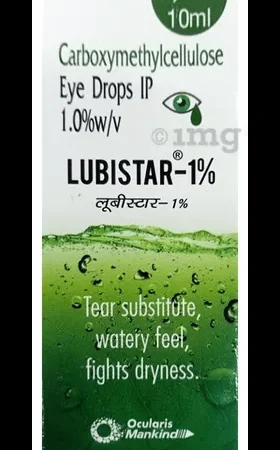 10ml
Carboxymethylcellulose
Eye Drops IP
1.0%w/v
© 1mg
LUBISTAR®-1%
लूबीस्टार- 1%
Tear substitute,
watery feel,
fights dryness.
Ocularis
Mankind